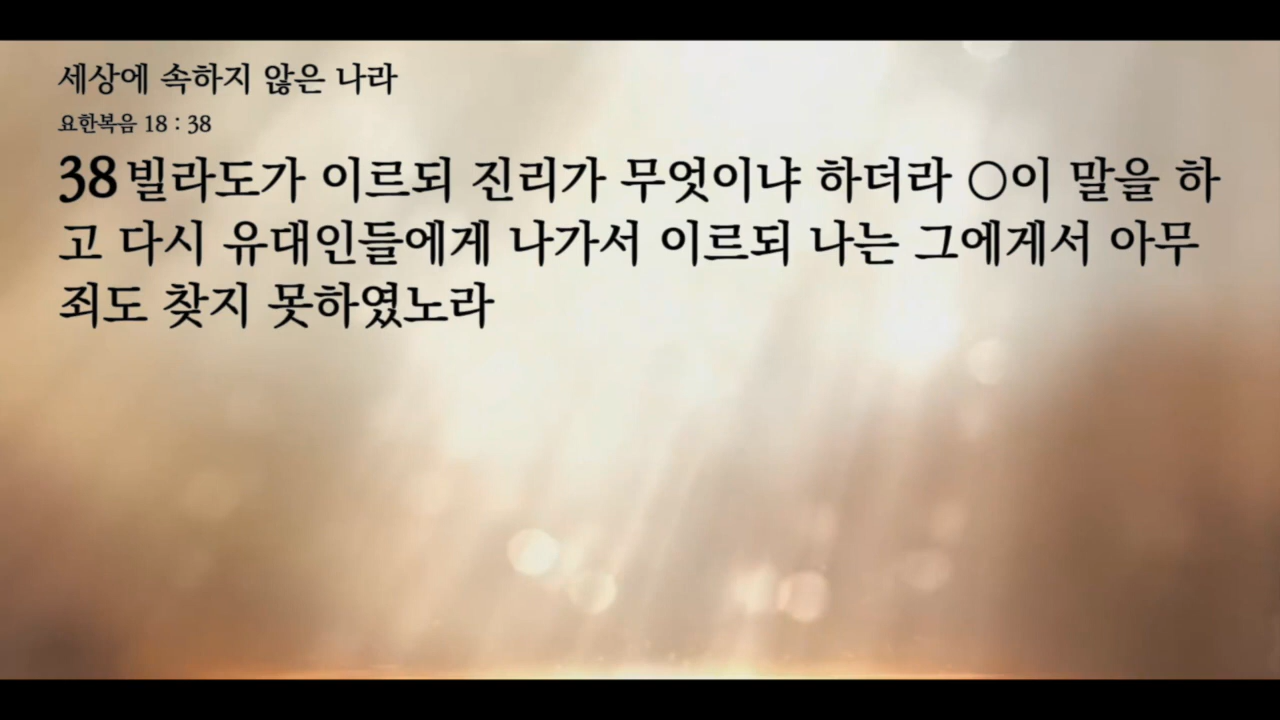 세상에 속하지 않은 나라
요한복음 18 : 38
38 빌라도가 이르되 진리가 무엇이냐 하더라 ○이 말을 하
고 다시 유대인들에게 나가서 이르되 나는 그에게서 아무
죄도 찾지 못하였노라